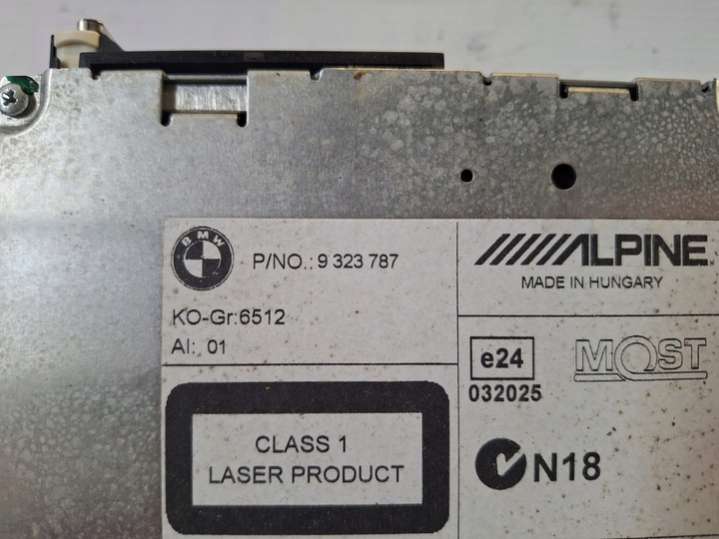 BMW
P/NO.: 9 323 787
KO-Gr:6512
AI: 01
ALPINE
MADE IN HUNGARY
e24
032025
MOST
N18
CLASS 1
LASER PRODUCT